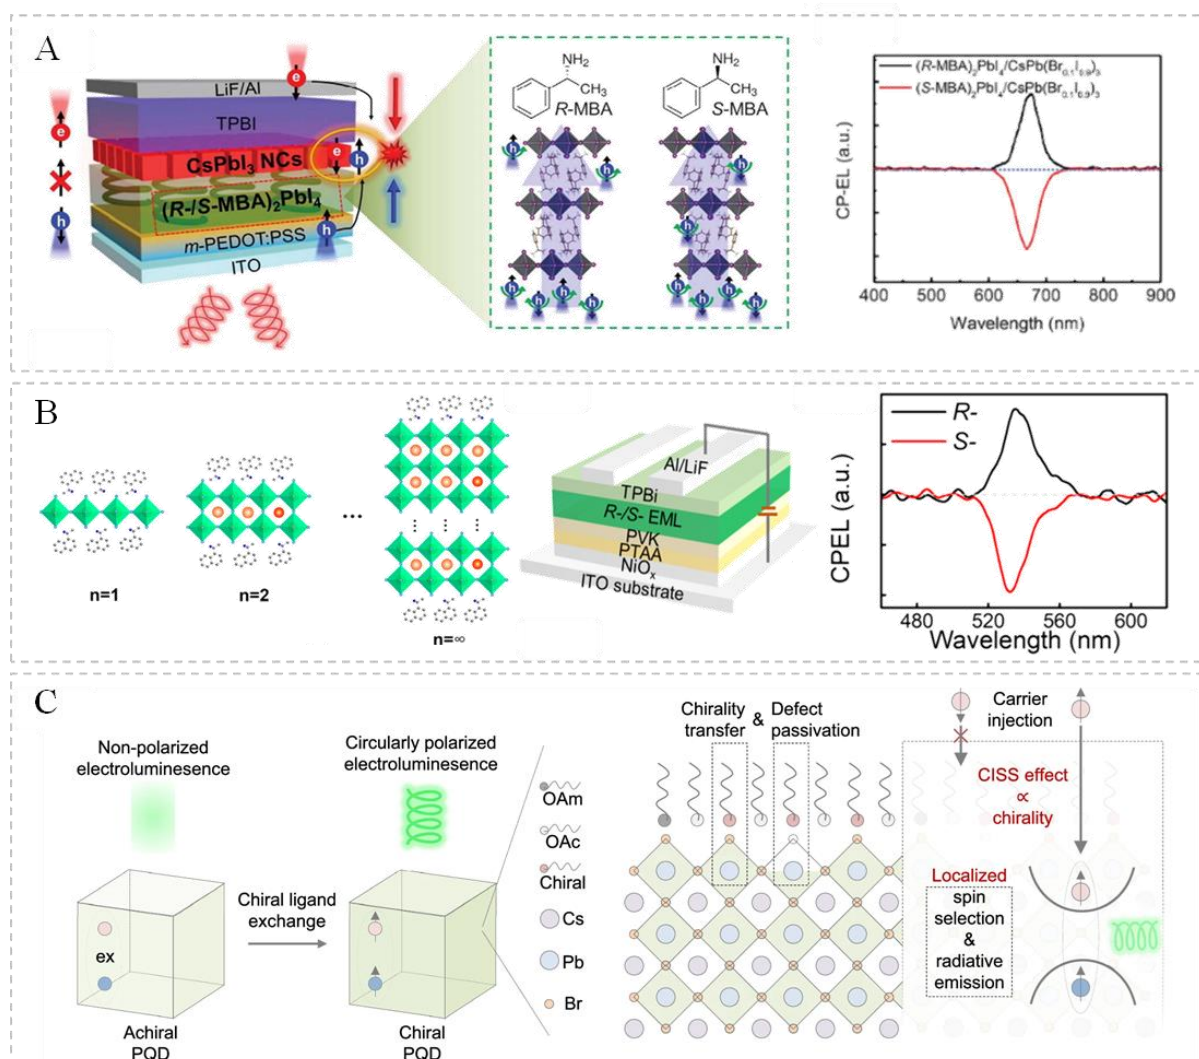 A
LiF/Al
TPBI
CsPbI₃ NCs
(R-/S-MBA)₂PbI₄
m-PEDOT:PSS
ITO
e
e
h
h
h
NH₂
CH₃
R-MBA
NH₂
CH₃
S-MBA
h
h
h
h
h
h
h
h
h
h
h
h
(R-MBA)₂PbI₄/CsPb(Br₀.₁I₀.₉)₃
(S-MBA)₂PbI₄/CsPb(Br₀.₁I₀.₉)₃
CP-EL (a.u.)
400 500 600 700 800 900
Wavelength (nm)
B
n=1
n=2
...
n=∞
Al/LiF
TPBi
R-/S- EML
PVK
PTAA
NiOₓ
ITO substrate
R-
S-
CPEL (a.u.)
480 520 560 600
Wavelength (nm)
C
Non-polarized
electroluminesence
Circularly polarized
electroluminesence
Chiral ligand
exchange
ex
Achiral
PQD
Chiral
PQD
OAm
OAc
Chiral
Cs
Pb
Br
Chirality
transfer
&
Defect
passivation
Carrier
injection
CISS effect
∝
chirality
Localized
spin
selection
&
radiative
emission